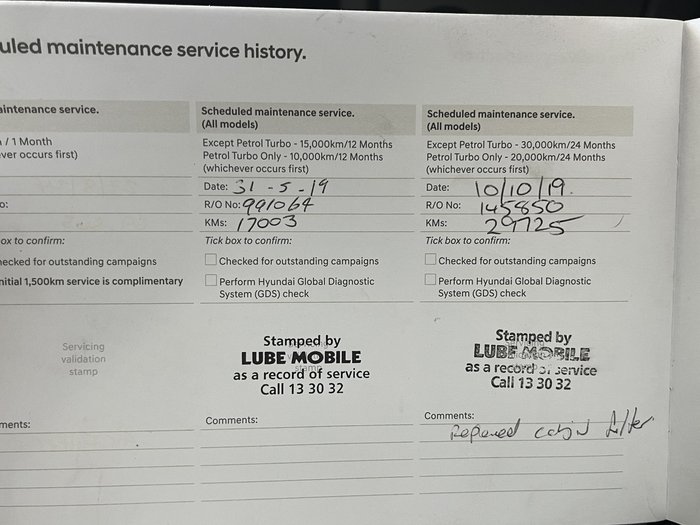 uled maintenance service history.
aintenance service.
/ 1 Month
ver occurs first)
o:
ox to confirm:
ecked for outstanding campaigns
nitial 1,500km service is complimentary
Servicing
validation
stamp
ments:
Scheduled maintenance service.
(All models)
Except Petrol Turbo - 15,000km/12 Months
Petrol Turbo Only - 10,000km/12 Months
(whichever occurs first)
Date: 31 - 5 - 19
R/O No: 991064
KMs: 17003
Tick box to confirm:
Checked for outstanding campaigns
Perform Hyundai Global Diagnostic
System (GDS) check
Stamped by
LUBE MOBILE
as a record of service
Call 13 30 32
Comments:
Scheduled maintenance service.
(All models)
Except Petrol Turbo - 30,000km/24 Months
Petrol Turbo Only - 20,000km/24 Months
(whichever occurs first)
Date: 10/10/19.
R/O No: 145850
KMs: 29725
Tick box to confirm:
Checked for outstanding campaigns
Perform Hyundai Global Diagnostic
System (GDS) check
Stamped by
LUBE MOBILE
as a record of service
Call 13 30 32
Comments:
cabin filter